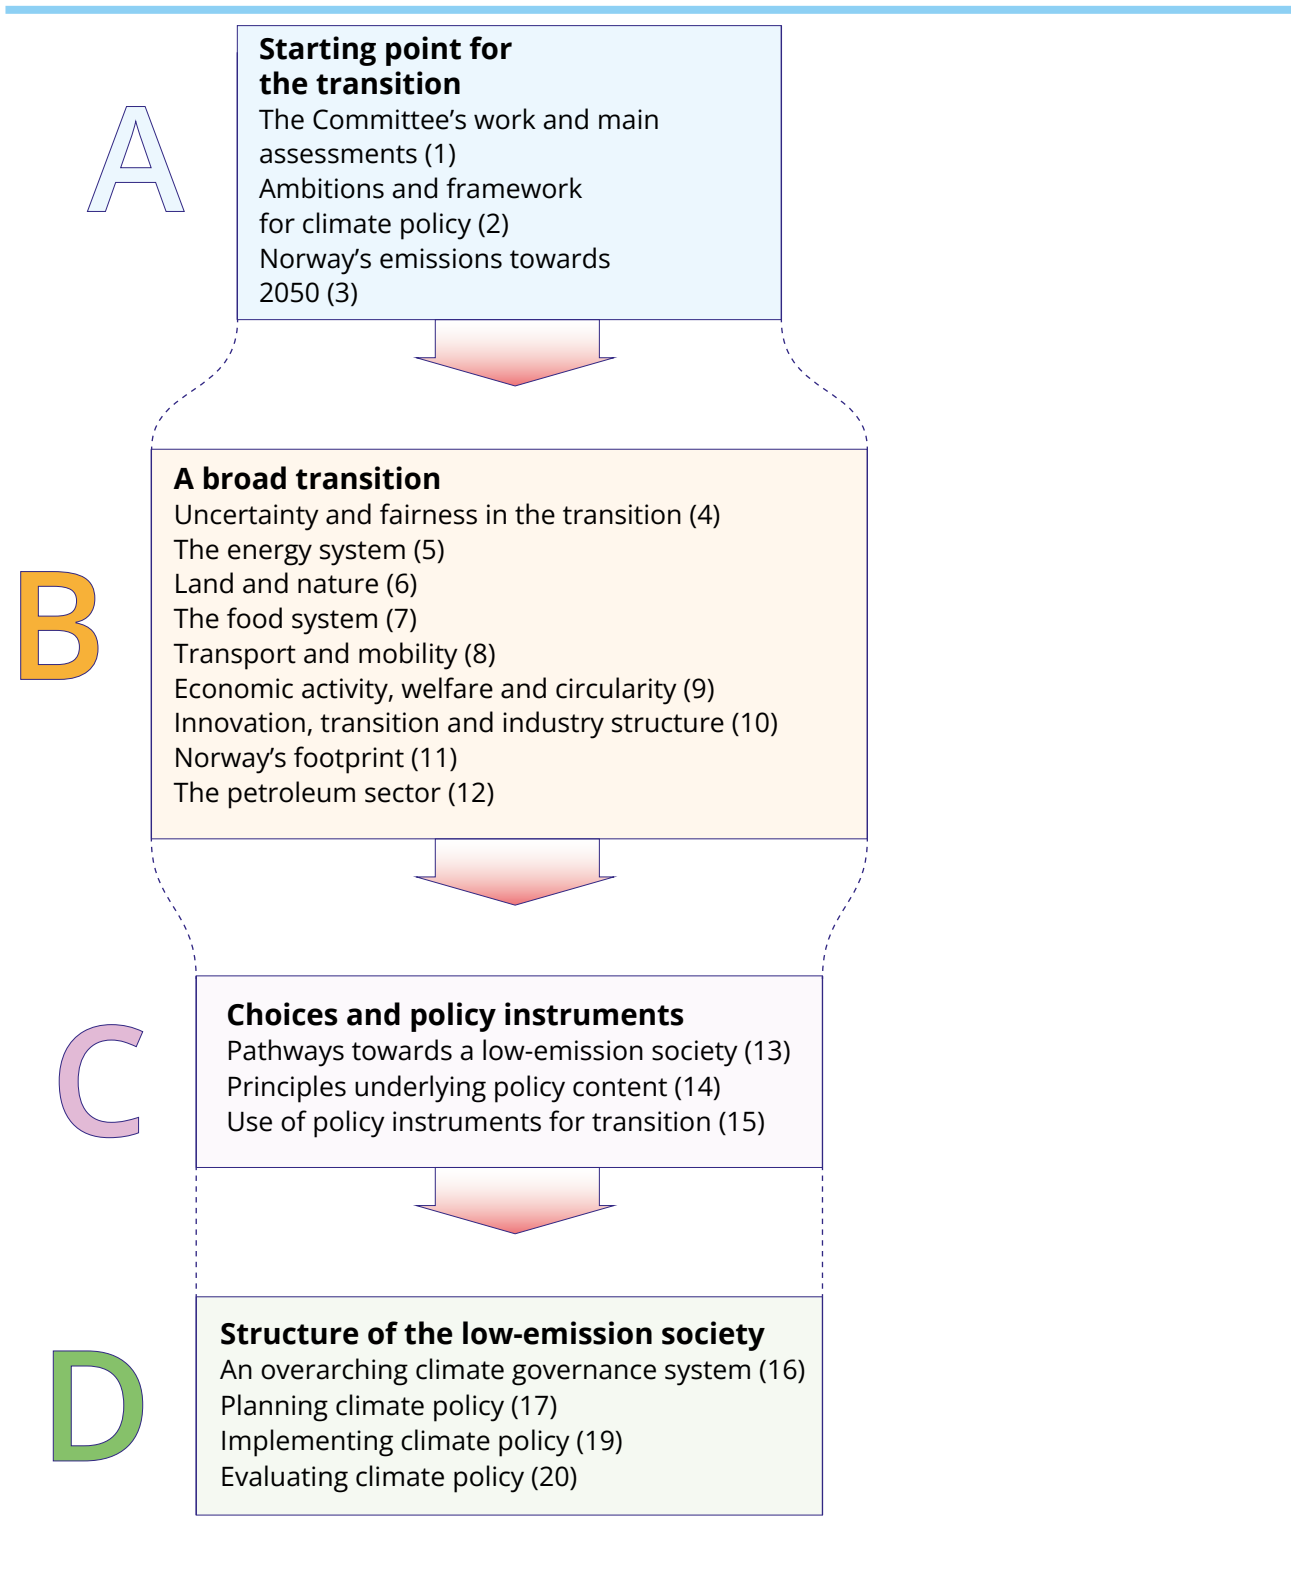 A
Starting point for
the transition
The Committee’s work and main
assessments (1)
Ambitions and framework
for climate policy (2)
Norway’s emissions towards
2050 (3)
B
A broad transition
Uncertainty and fairness in the transition (4)
The energy system (5)
Land and nature (6)
The food system (7)
Transport and mobility (8)
Economic activity, welfare and circularity (9)
Innovation, transition and industry structure (10)
Norway’s footprint (11)
The petroleum sector (12)
C
Choices and policy instruments
Pathways towards a low-emission society (13)
Principles underlying policy content (14)
Use of policy instruments for transition (15)
D
Structure of the low-emission society
An overarching climate governance system (16)
Planning climate policy (17)
Implementing climate policy (19)
Evaluating climate policy (20)